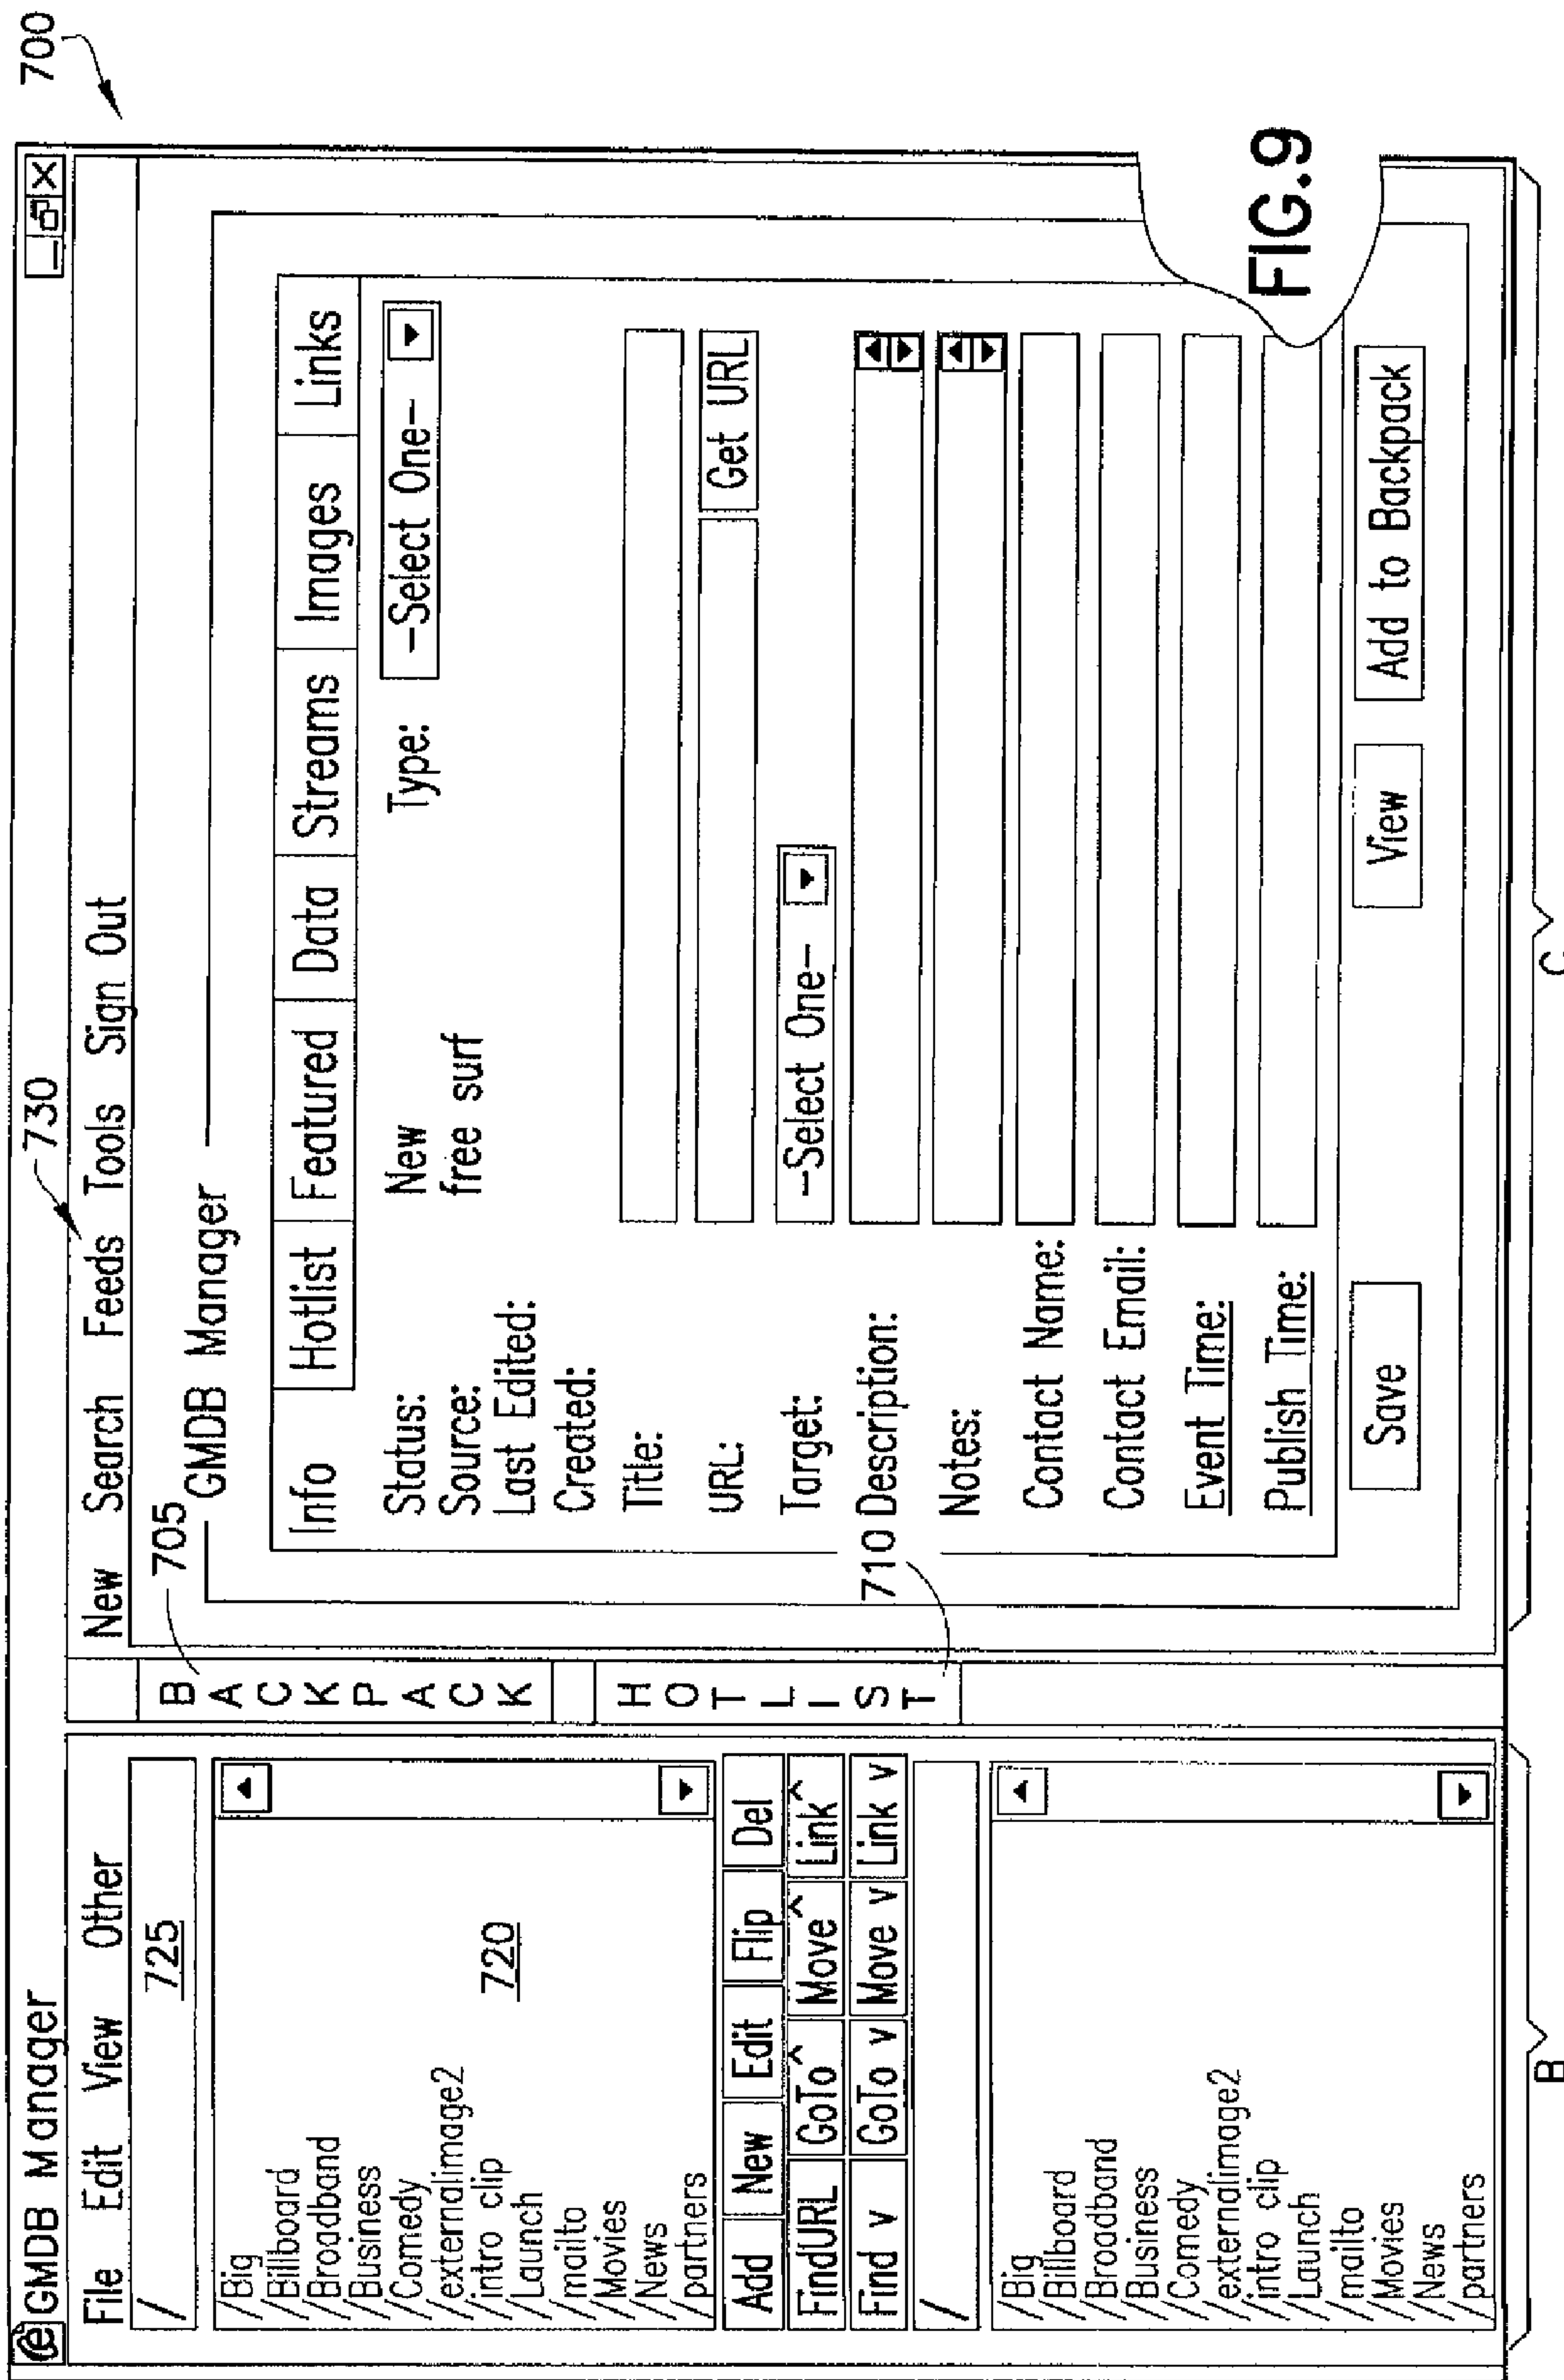 700
GMDB Manager
File Edit View Other
/
725
/Big
/Billboard
/Broadband
/Business
/Comedy
/externalimage2
/intro clip
/Launch
/mailto
/Movies
/News
/partners
720
Add New Edit Flip Del
FindURL GoTo ^ Move ^ Link ^
Find v GoTo v Move v Link v
/
/Big
/Billboard
/Broadband
/Business
/Comedy
/externalimage2
/intro clip
/Launch
/mailto
/Movies
/News
/partners
B
BACKPACK
705
HOTLIST
710
730
New Search Feeds Tools Sign Out
GMDB Manager
Info Hotlist Featured Data Streams Images Links
Status: New Type: -Select One-
Source: free surf
Last Edited:
Created:
Title:
URL: Get URL
Target: -Select One-
Description:
Notes:
Contact Name:
Contact Email:
Event Time:
Publish Time:
Save View Add to Backpack
C
FIG.9